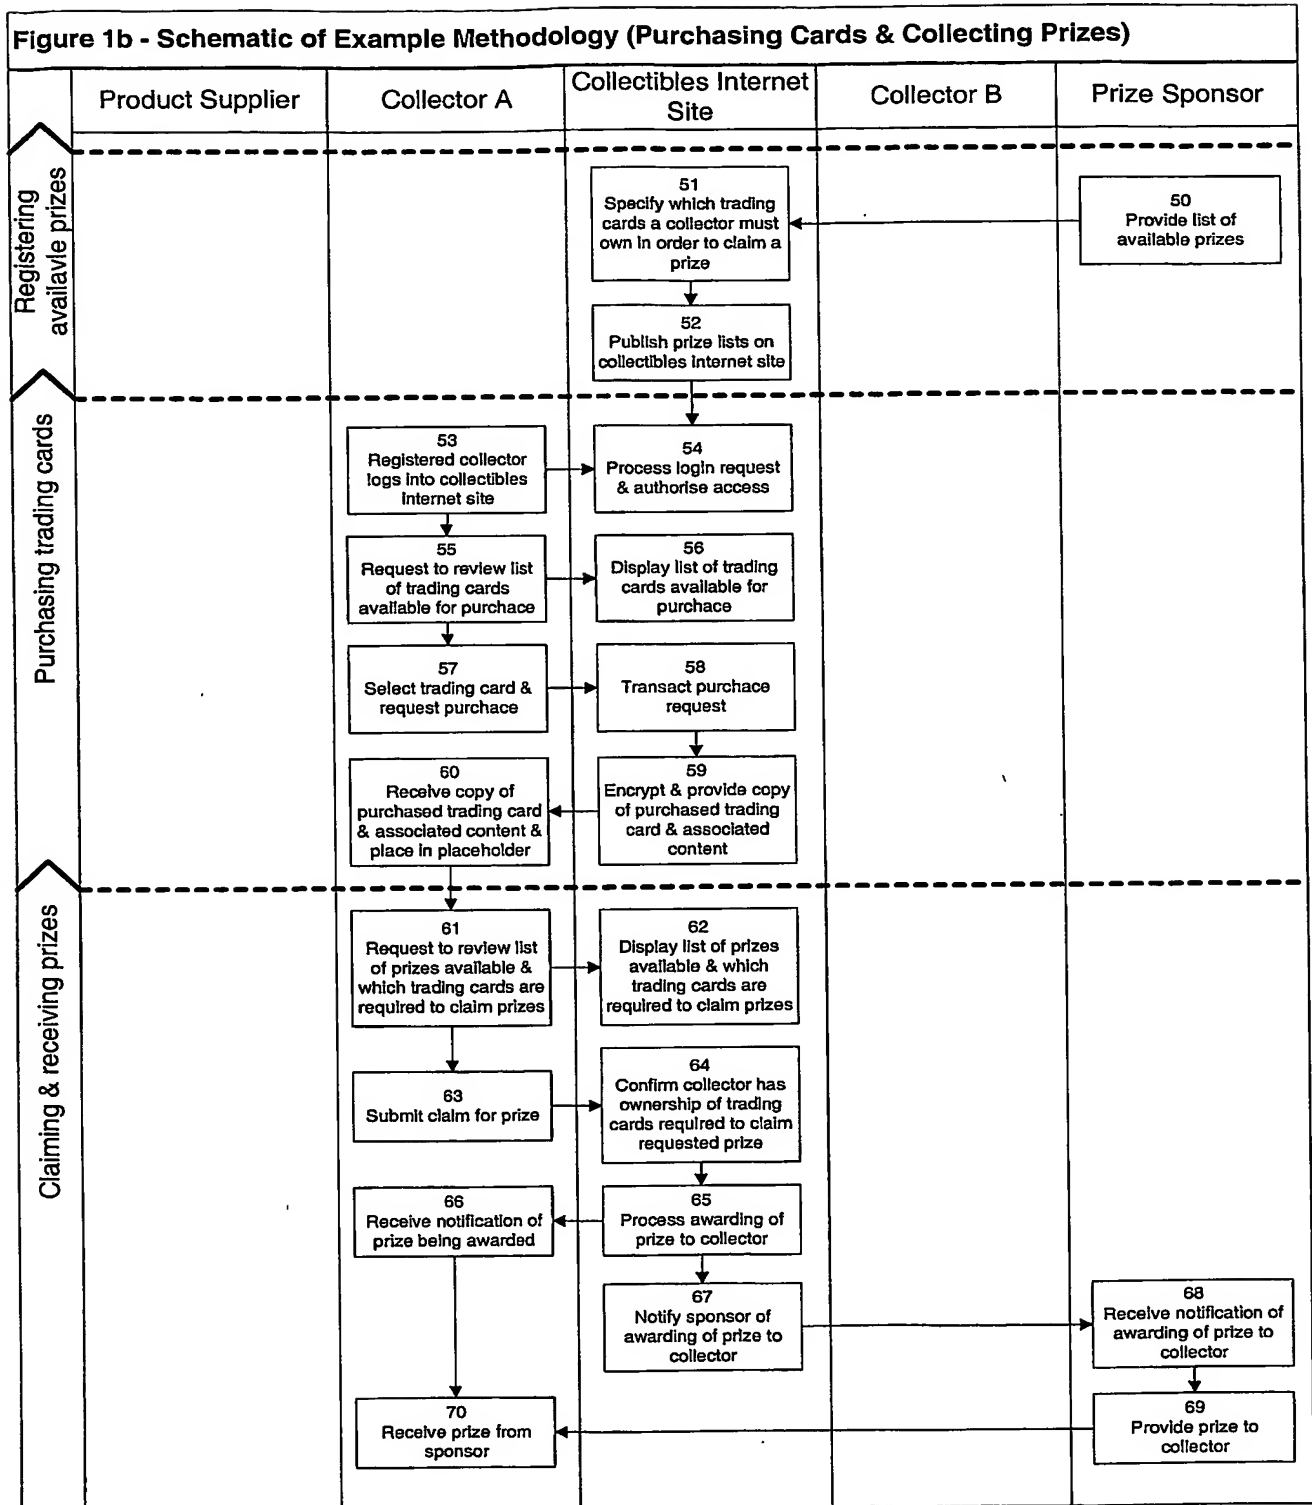 Figure 1b - Schematic of Example Methodology (Purchasing Cards & Collecting Prizes)
Product Supplier
Collector A
Collectibles Internet
Site
Collector B
Prize Sponsor
Registering
availavle prizes
51
Specify which trading
cards a collector must
own in order to claim a
prize
50
Provide list of
available prizes
52
Publish prize lists on
collectibles internet site
Purchasing trading cards
53
Registered collector
logs into collectibles
internet site
54
Process login request
& authorise access
55
Request to review list
of trading cards
available for purchace
56
Display list of trading
cards available for
purchace
57
Select trading card &
request purchace
58
Transact purchace
request
60
Receive copy of
purchased trading card
& associated content &
place in placeholder
59
Encrypt & provide copy
of purchased trading
card & associated
content
Claiming & receiving prizes
61
Request to review list
of prizes available &
which trading cards are
required to claim prizes
62
Display list of prizes
available & which
trading cards are
required to claim prizes
63
Submit claim for prize
64
Confirm collector has
ownership of trading
cards required to claim
requested prize
66
Receive notification of
prize being awarded
65
Process awarding of
prize to collector
67
Notify sponsor of
awarding of prize to
collector
68
Receive notification of
awarding of prize to
collector
70
Receive prize from
sponsor
69
Provide prize to
collector